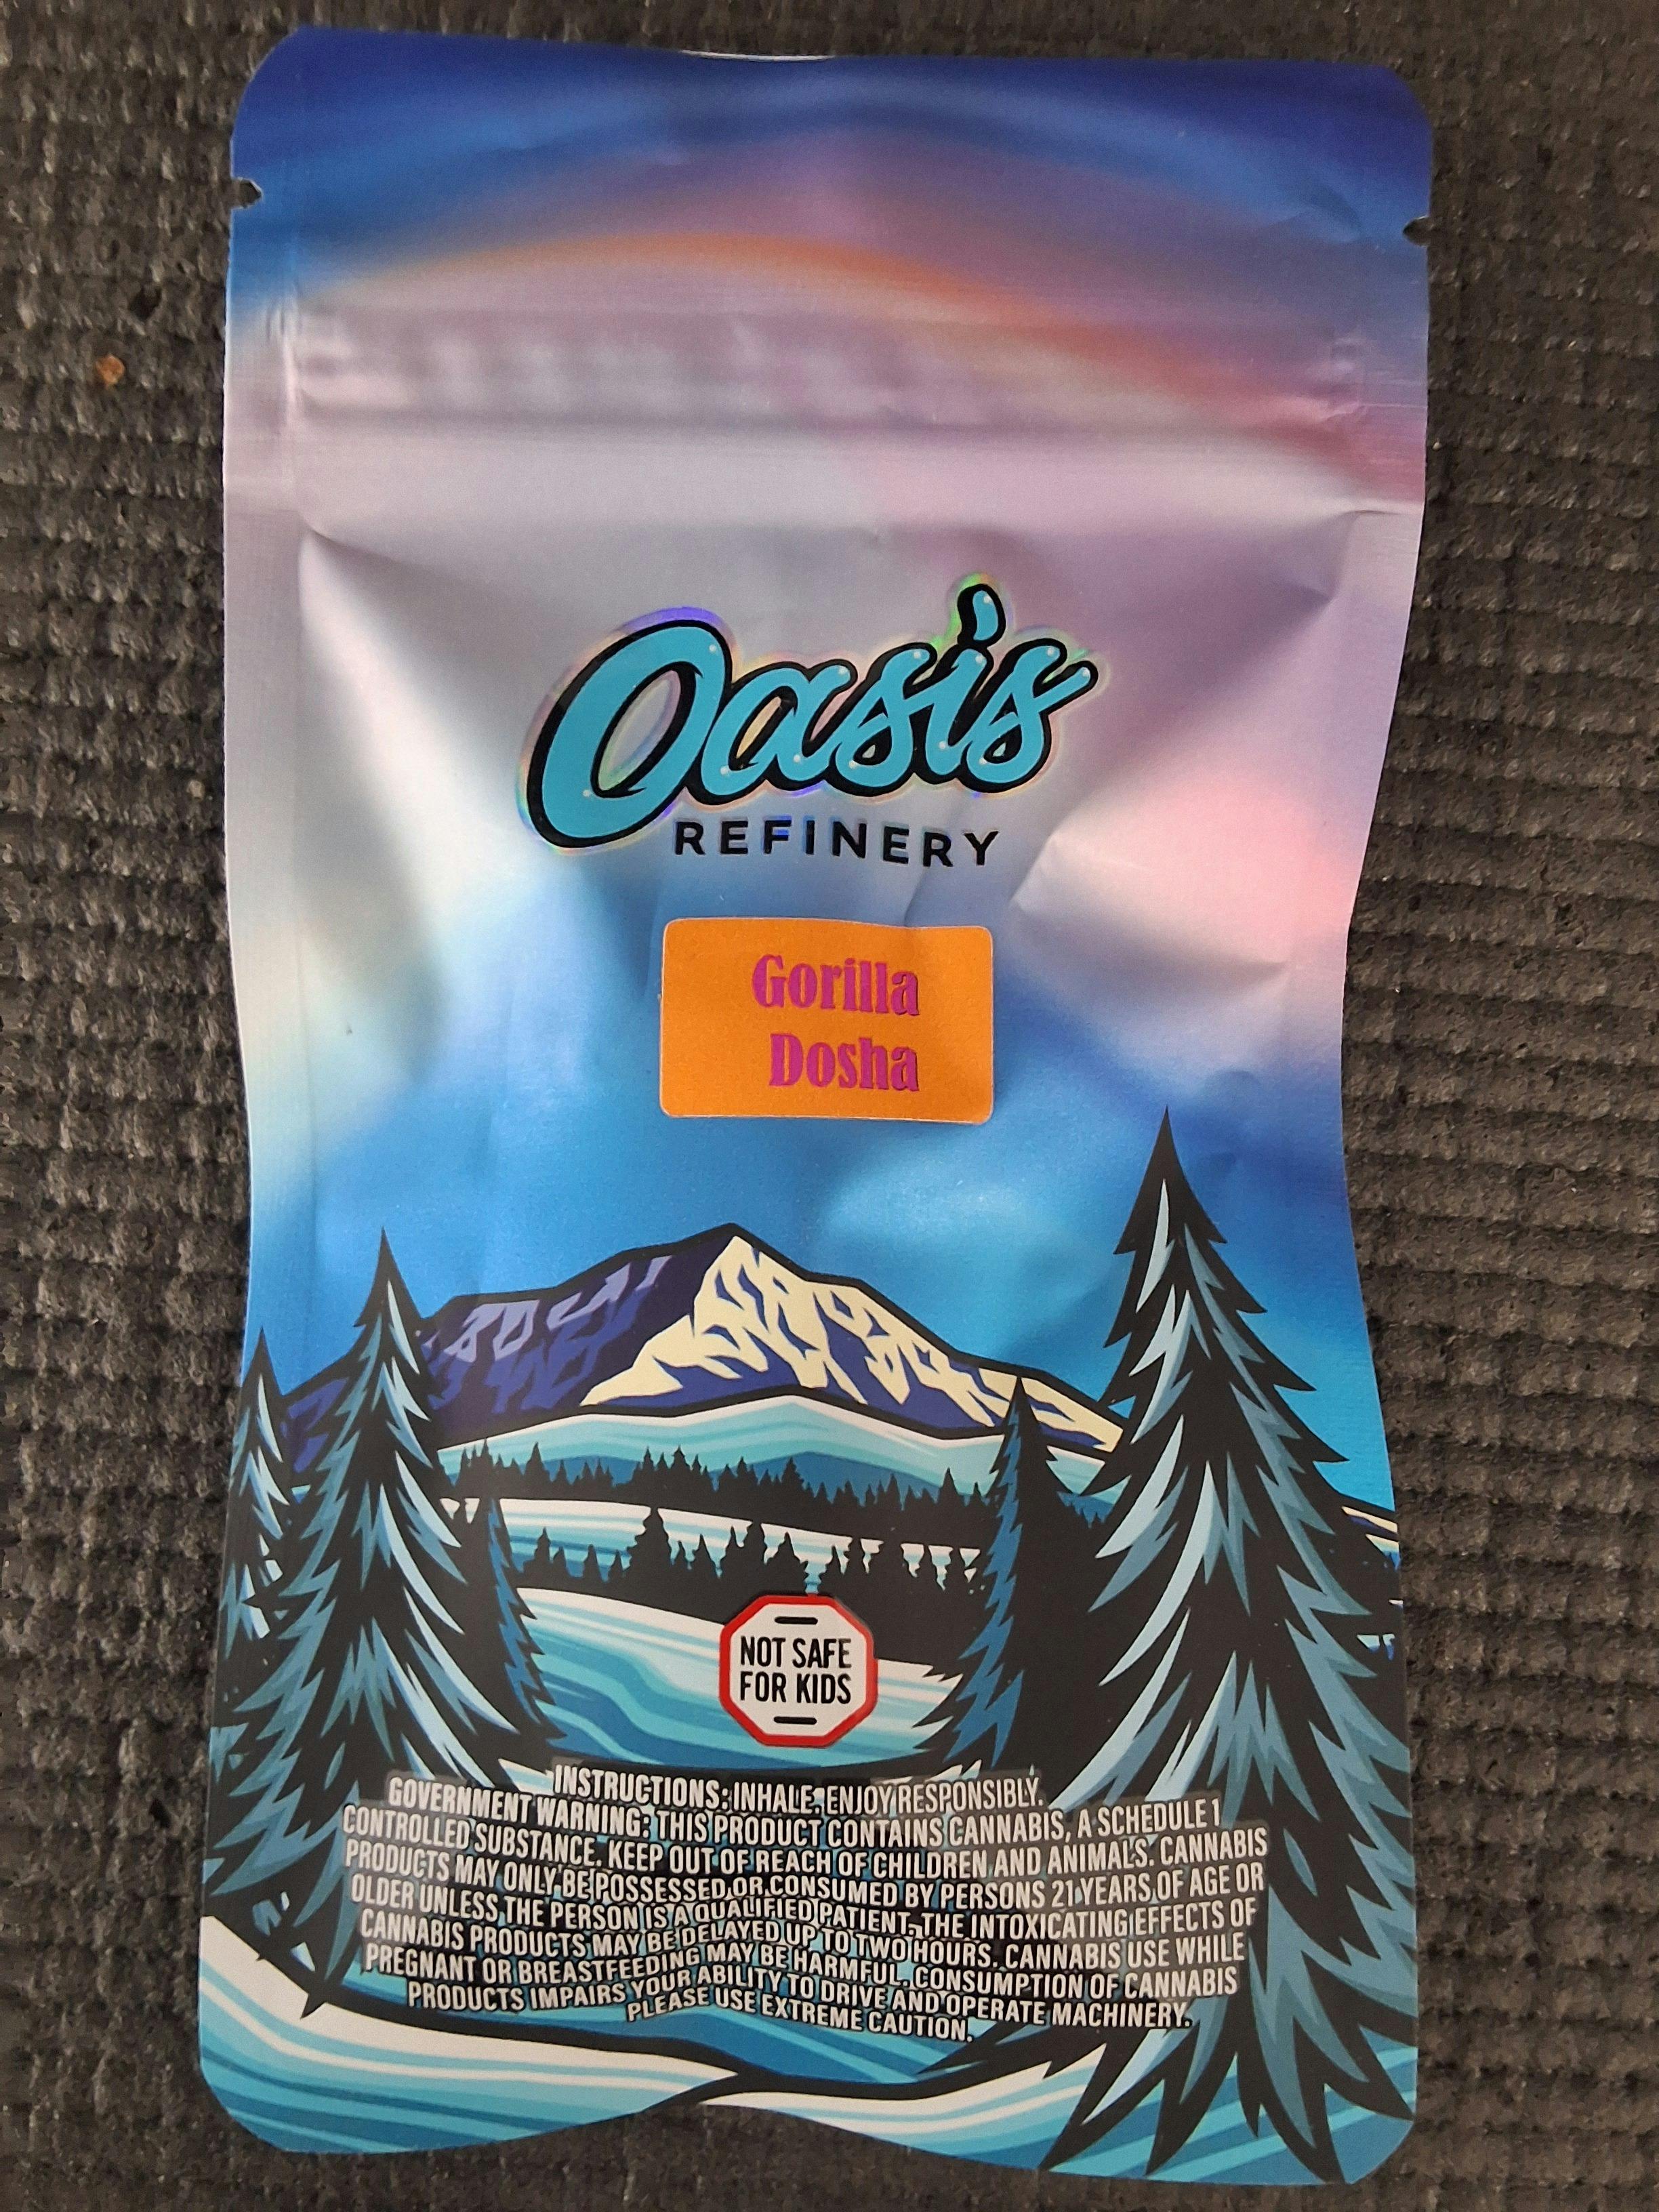 Oasis
REFINERY
Gorilla
Dosha
NOT SAFE
FOR KIDS
INSTRUCTIONS: INHALE, ENJOY RESPONSIBLY.
GOVERNMENT WARNING: THIS PRODUCT CONTAINS CANNABIS, A SCHEDULE 1
CONTROLLED SUBSTANCE. KEEP OUT OF REACH OF CHILDREN AND ANIMALS. CANNABIS
PRODUCTS MAY ONLY BE POSSESSED OR CONSUMED BY PERSONS 21 YEARS OF AGE OR
OLDER UNLESS THE PERSON IS A QUALIFIED PATIENT. THE INTOXICATING EFFECTS OF
CANNABIS PRODUCTS MAY BE DELAYED UP TO TWO HOURS. CANNABIS USE WHILE
PREGNANT OR BREASTFEEDING MAY BE HARMFUL. CONSUMPTION OF CANNABIS
PRODUCTS IMPAIRS YOUR ABILITY TO DRIVE AND OPERATE MACHINERY.
PLEASE USE EXTREME CAUTION.